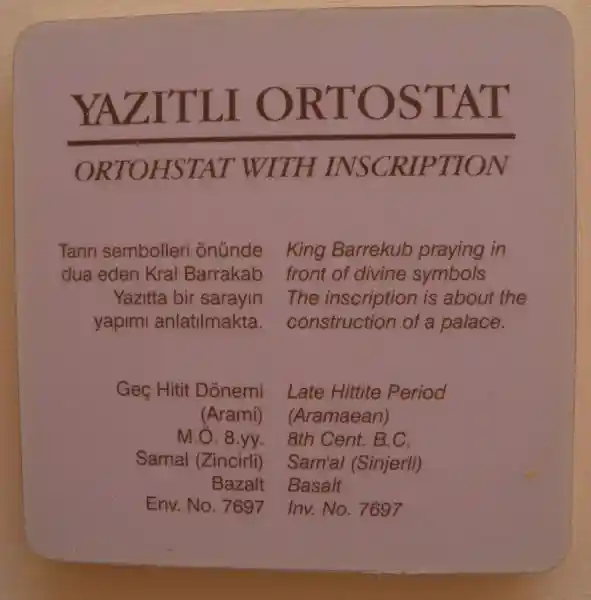 YAZITLI ORTOSTAT
ORTOHSTAT WITH INSCRIPTION
Tanrı sembolleri önünde
dua eden Kral Barrakab
Yazıtta bir sarayın
yapımı anlatılmakta.
King Barrekub praying in
front of divine symbols
The inscription is about the
construction of a palace.
Geç Hitit Dönemi
(Arami)
M.Ö. 8.yy.
Samal (Zincirli)
Bazalt
Env. No. 7697
Late Hittite Period
(Aramaean)
8th Cent. B.C.
Sam'al (Sinjerli)
Basalt
Inv. No. 7697